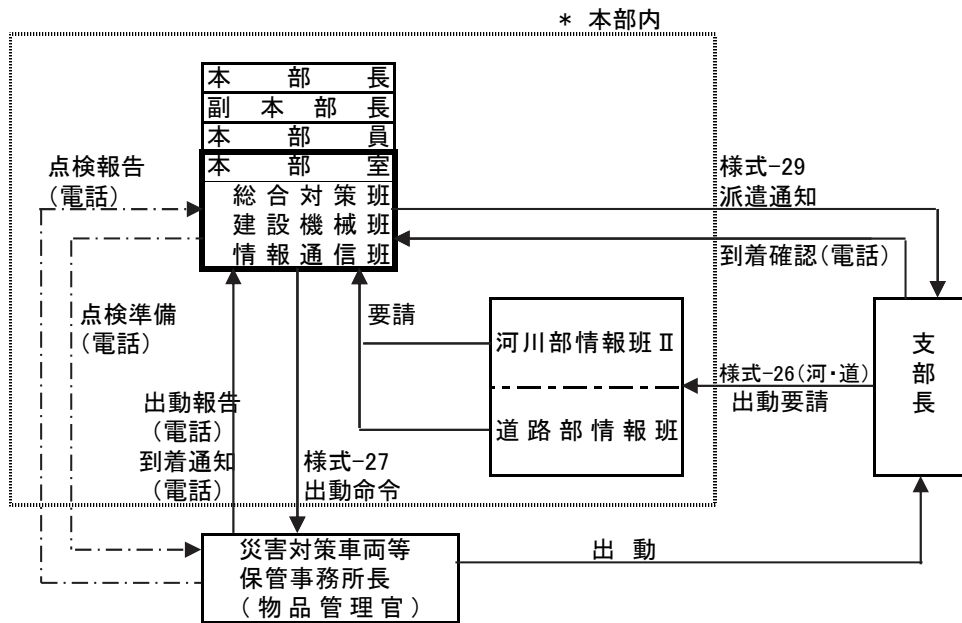 * 本部内
本部長
副本部長
本部員
本部室
総合対策班
建設機械班
情報通信班
点検報告
(電話)
様式-29
派遣通知
到着確認(電話)
点検準備
(電話)
要請
河川部情報班Ⅱ
道路部情報班
様式-26(河・道)
出動要請
支部長
出動報告
(電話)
到着通知
(電話)
様式-27
出動命令
災害対策車両等
保管事務所長
(物品管理官)
出動